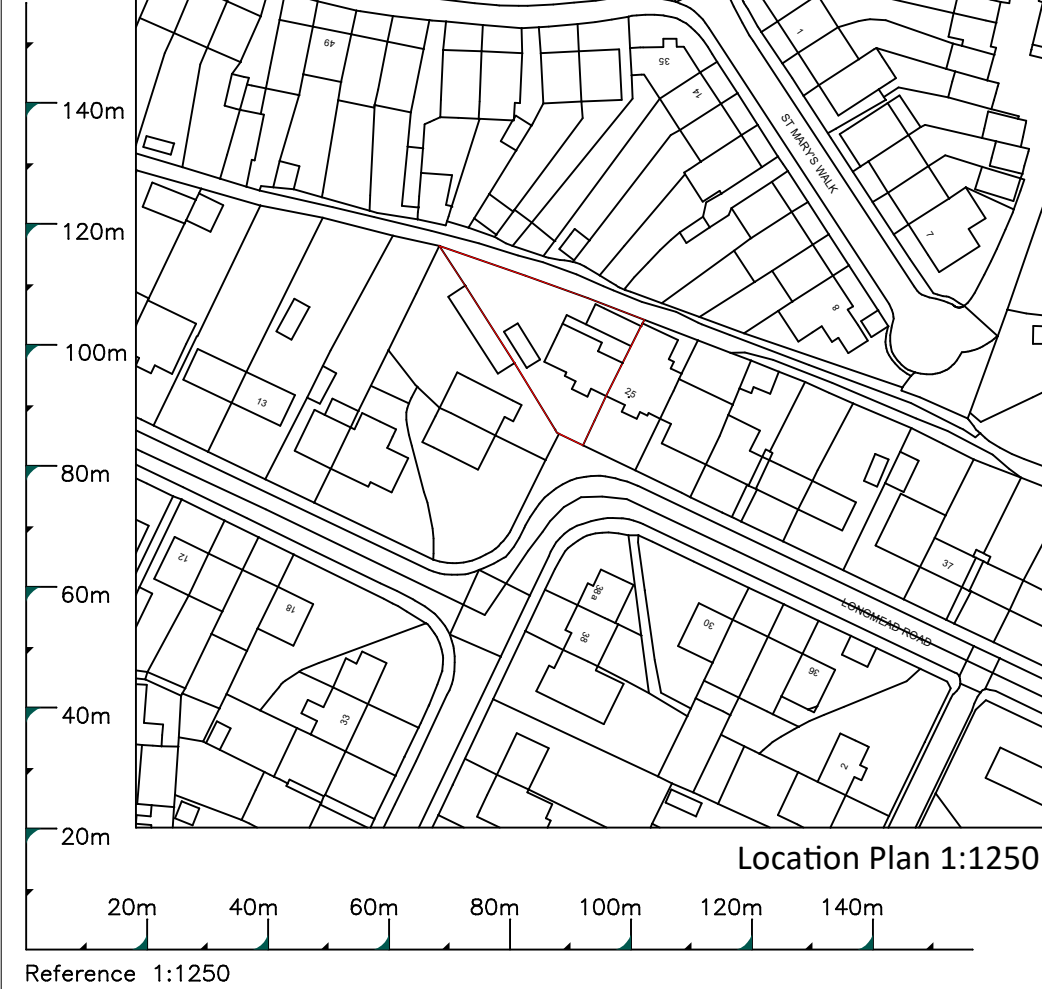 49
35
14
1
ST MARY'S WALK
7
8
140m
120m
100m
80m
60m
40m
20m
13
25
37
12
18
38a
38
30
36
33
2
LONGMEAD ROAD
Location Plan 1:1250
20m 40m 60m 80m 100m 120m 140m
Reference 1:1250